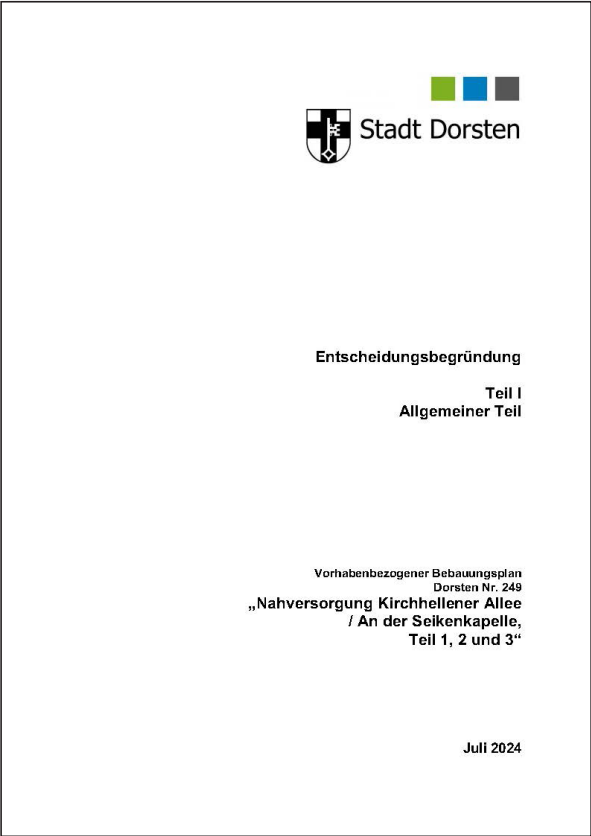 Stadt Dorsten
Entscheidungsbegründung
Teil I
Allgemeiner Teil
Vorhabenbezogener Bebauungsplan
Dorsten Nr. 249
„Nahversorgung Kirchhellener Allee
/ An der Seikenkapelle,
Teil 1, 2 und 3“
Juli 2024